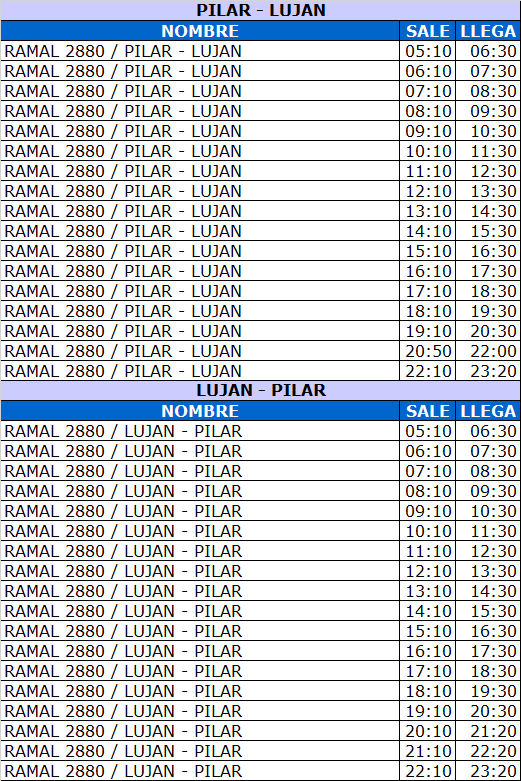 PILAR - LUJAN
NOMBRE SALE LLEGA
RAMAL 2880 / PILAR - LUJAN 05:10 06:30
RAMAL 2880 / PILAR - LUJAN 06:10 07:30
RAMAL 2880 / PILAR - LUJAN 07:10 08:30
RAMAL 2880 / PILAR - LUJAN 08:10 09:30
RAMAL 2880 / PILAR - LUJAN 09:10 10:30
RAMAL 2880 / PILAR - LUJAN 10:10 11:30
RAMAL 2880 / PILAR - LUJAN 11:10 12:30
RAMAL 2880 / PILAR - LUJAN 12:10 13:30
RAMAL 2880 / PILAR - LUJAN 13:10 14:30
RAMAL 2880 / PILAR - LUJAN 14:10 15:30
RAMAL 2880 / PILAR - LUJAN 15:10 16:30
RAMAL 2880 / PILAR - LUJAN 16:10 17:30
RAMAL 2880 / PILAR - LUJAN 17:10 18:30
RAMAL 2880 / PILAR - LUJAN 18:10 19:30
RAMAL 2880 / PILAR - LUJAN 19:10 20:30
RAMAL 2880 / PILAR - LUJAN 20:50 22:00
RAMAL 2880 / PILAR - LUJAN 22:10 23:20
LUJAN - PILAR
NOMBRE SALE LLEGA
RAMAL 2880 / LUJAN - PILAR 05:10 06:30
RAMAL 2880 / LUJAN - PILAR 06:10 07:30
RAMAL 2880 / LUJAN - PILAR 07:10 08:30
RAMAL 2880 / LUJAN - PILAR 08:10 09:30
RAMAL 2880 / LUJAN - PILAR 09:10 10:30
RAMAL 2880 / LUJAN - PILAR 10:10 11:30
RAMAL 2880 / LUJAN - PILAR 11:10 12:30
RAMAL 2880 / LUJAN - PILAR 12:10 13:30
RAMAL 2880 / LUJAN - PILAR 13:10 14:30
RAMAL 2880 / LUJAN - PILAR 14:10 15:30
RAMAL 2880 / LUJAN - PILAR 15:10 16:30
RAMAL 2880 / LUJAN - PILAR 16:10 17:30
RAMAL 2880 / LUJAN - PILAR 17:10 18:30
RAMAL 2880 / LUJAN - PILAR 18:10 19:30
RAMAL 2880 / LUJAN - PILAR 19:10 20:30
RAMAL 2880 / LUJAN - PILAR 20:10 21:20
RAMAL 2880 / LUJAN - PILAR 21:10 22:20
RAMAL 2880 / LUJAN - PILAR 22:10 23:20